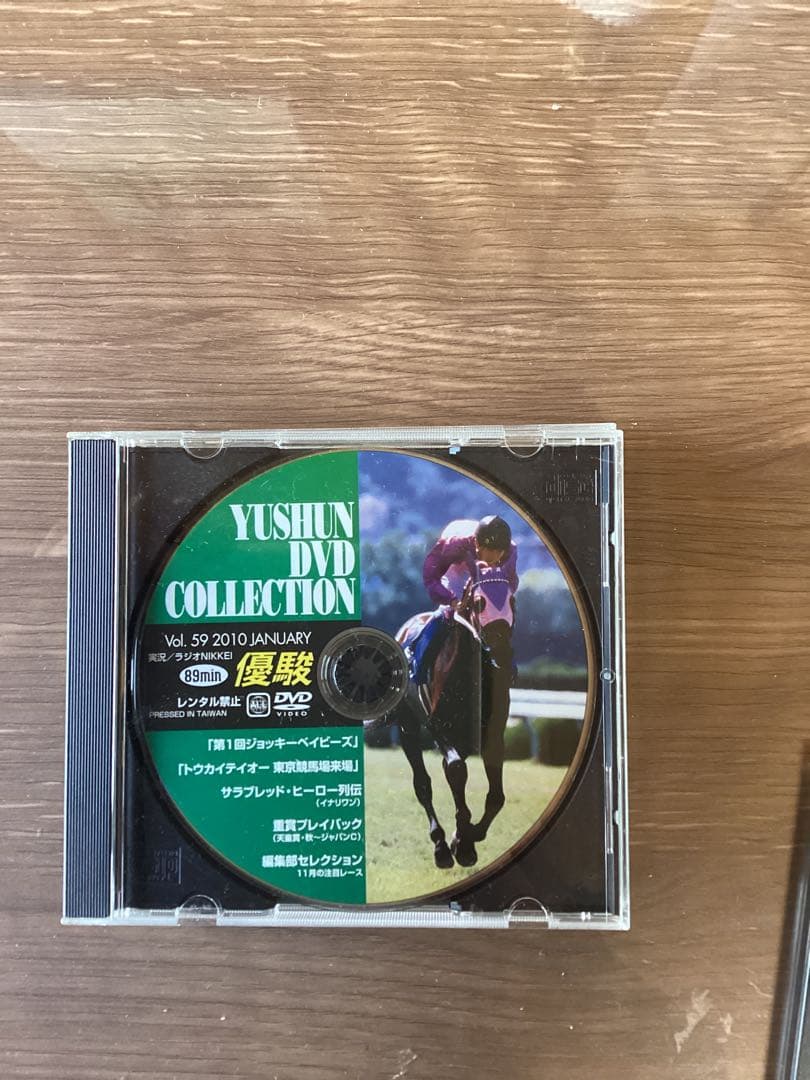 YUSHUN
DVD
COLLECTION
Vol. 59 2010 JANUARY
実況／ラジオNIKKEI
89min
優駿
レンタル禁止
ALL
DVD
VIDEO
PRESSED IN TAIWAN
「第1回ジョッキーベイビーズ」
「トウカイテイオー 東京競馬場来場」
サラブレッド・ヒーロー列伝
（イナリワン）
重賞プレイバック
（天皇賞・秋〜ジャパンC）
編集部セレクション
11月の注目レース